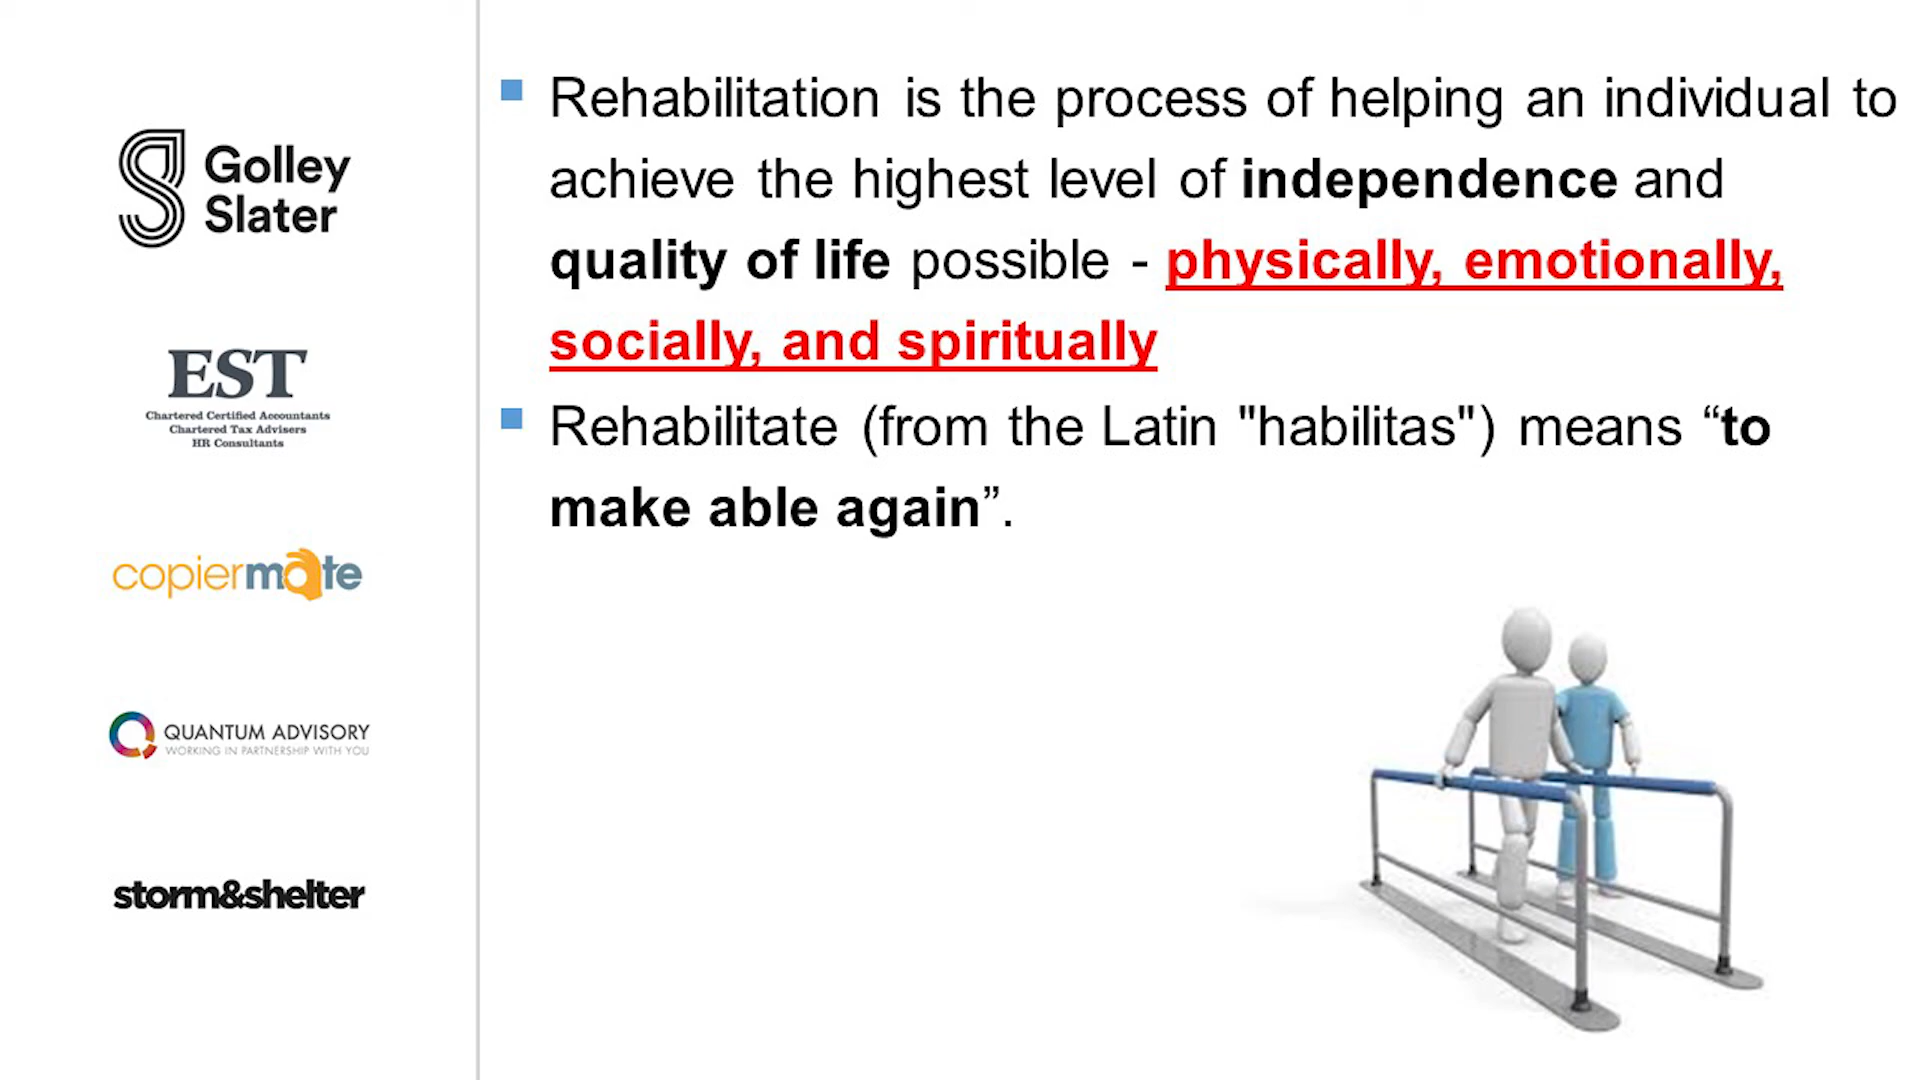 Golley
Slater
EST
Chartered Certified Accountants
Chartered Tax Advisers
HR Consultants
copiermate
QUANTUM ADVISORY
WORKING IN PARTNERSHIP WITH YOU
storm&shelter
Rehabilitation is the process of helping an individual to
achieve the highest level of independence and
quality of life possible - physically, emotionally,
socially, and spiritually
Rehabilitate (from the Latin "habilitas") means “to
make able again”.